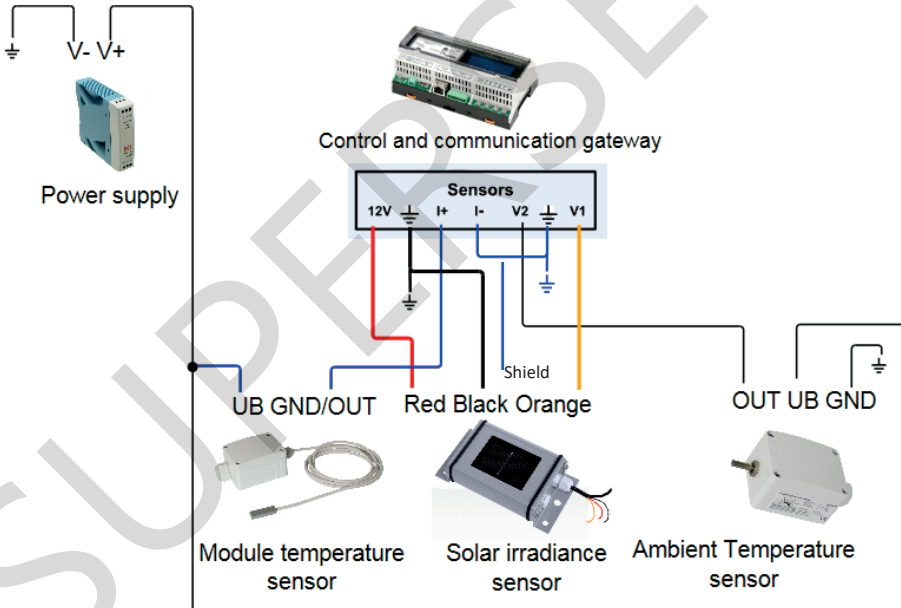 V- V+
Power supply
Control and communication gateway
Sensors
12V I+ I- V2 V1
Shield
UB GND/OUT
Red Black Orange
OUT UB GND
Module temperature
sensor
Solar irradiance
sensor
Ambient Temperature
sensor
SUPERSE